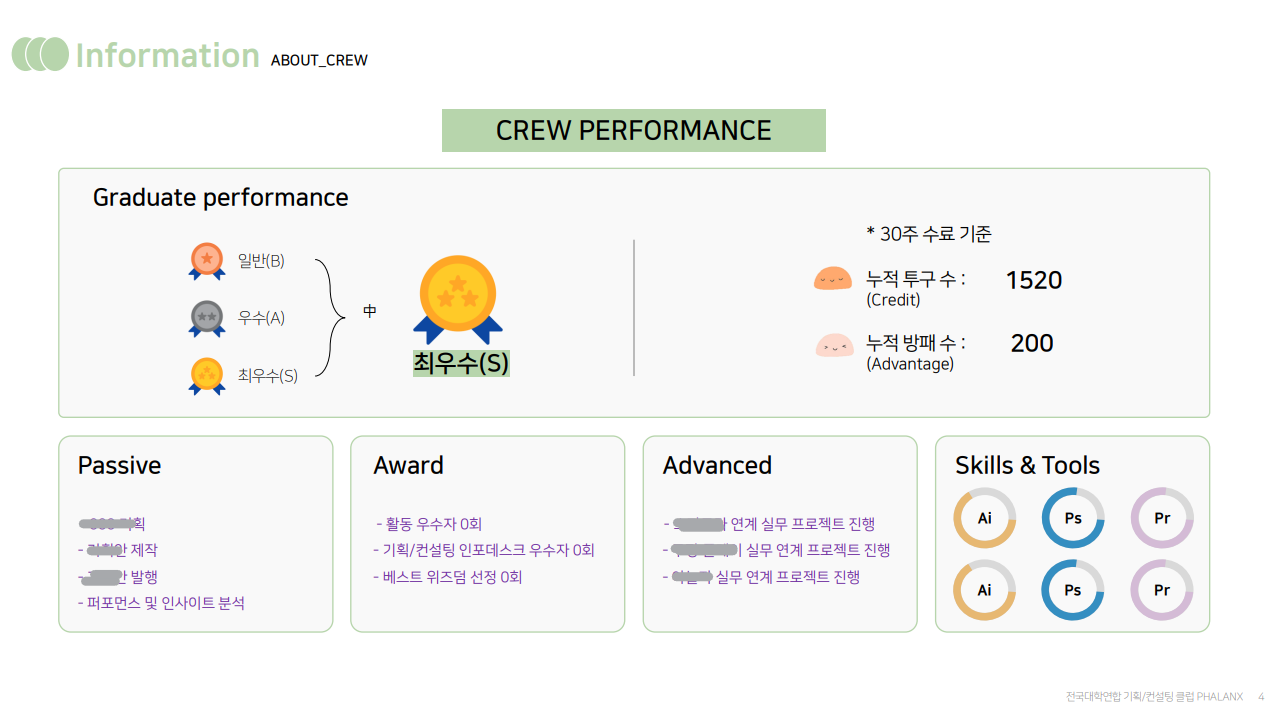 Information ABOUT_CREW
CREW PERFORMANCE
Graduate performance
일반(B)
우수(A)
최우수(S)
中
최우수(S)
* 30주 수료 기준
누적 투구 수 : 1520
(Credit)
누적 방패 수 : 200
(Advantage)
Passive
- 제작
- 발행
- 퍼포먼스 및 인사이트 분석
Award
- 활동 우수자 0회
- 기획/컨설팅 인포데스크 우수자 0회
- 베스트 위즈덤 선정 0회
Advanced
- 연계 실무 프로젝트 진행
- 실무 연계 프로젝트 진행
- 실무 연계 프로젝트 진행
Skills & Tools
Ai Ps Pr
Ai Ps Pr
전국대학연합 기획/컨설팅 클럽 PHALANX 4